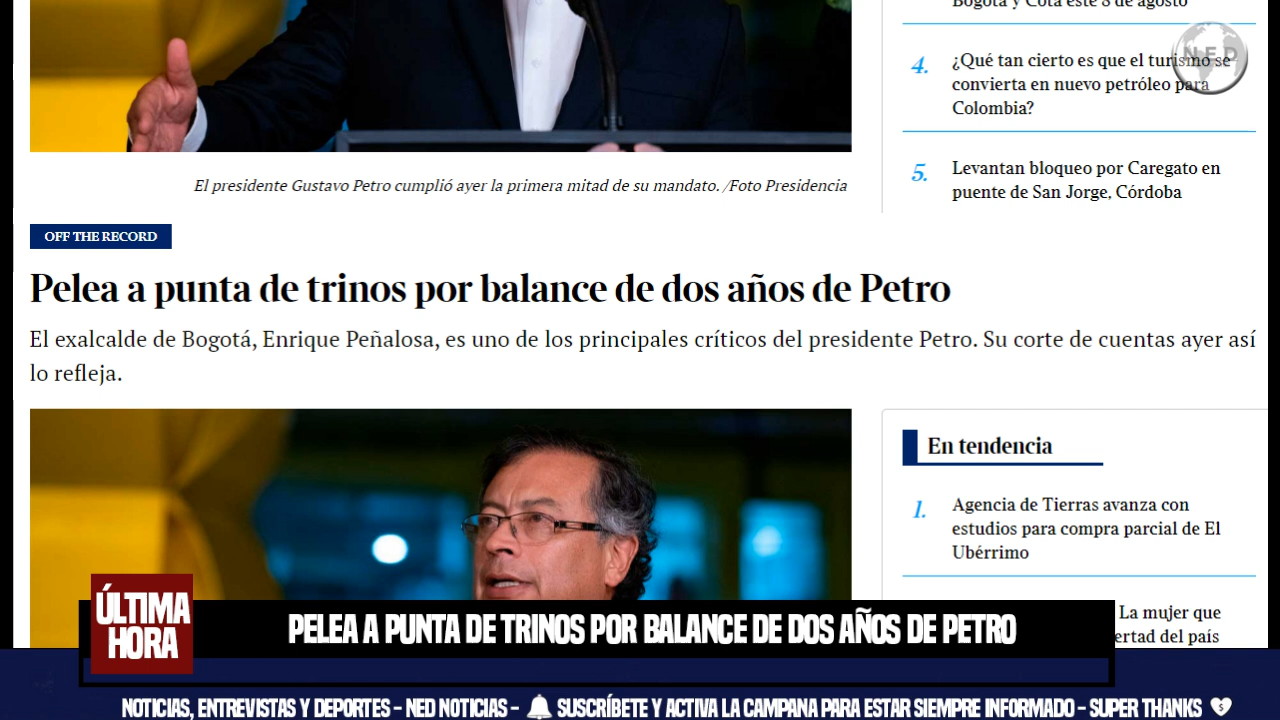 Bogotá y Cota este 8 de agosto
NED
4. ¿Qué tan cierto es que el turismo se
convierta en nuevo petróleo para
Colombia?
5. Levantan bloqueo por Caregato en
puente de San Jorge, Córdoba
El presidente Gustavo Petro cumplió ayer la primera mitad de su mandato. /Foto Presidencia
OFF THE RECORD
Pelea a punta de trinos por balance de dos años de Petro
El exalcalde de Bogotá, Enrique Peñalosa, es uno de los principales críticos del presidente Petro. Su corte de cuentas ayer así
lo refleja.
En tendencia
1. Agencia de Tierras avanza con
estudios para compra parcial de El
Ubérrimo
La mujer que
ertad del país
ÚLTIMA
HORA
PELEA A PUNTA DE TRINOS POR BALANCE DE DOS AÑOS DE PETRO
NOTICIAS, ENTREVISTAS Y DEPORTES - NED NOTICIAS - SUSCRÍBETE Y ACTIVA LA CAMPANA PARA ESTAR SIEMPRE INFORMADO - SUPER THANKS